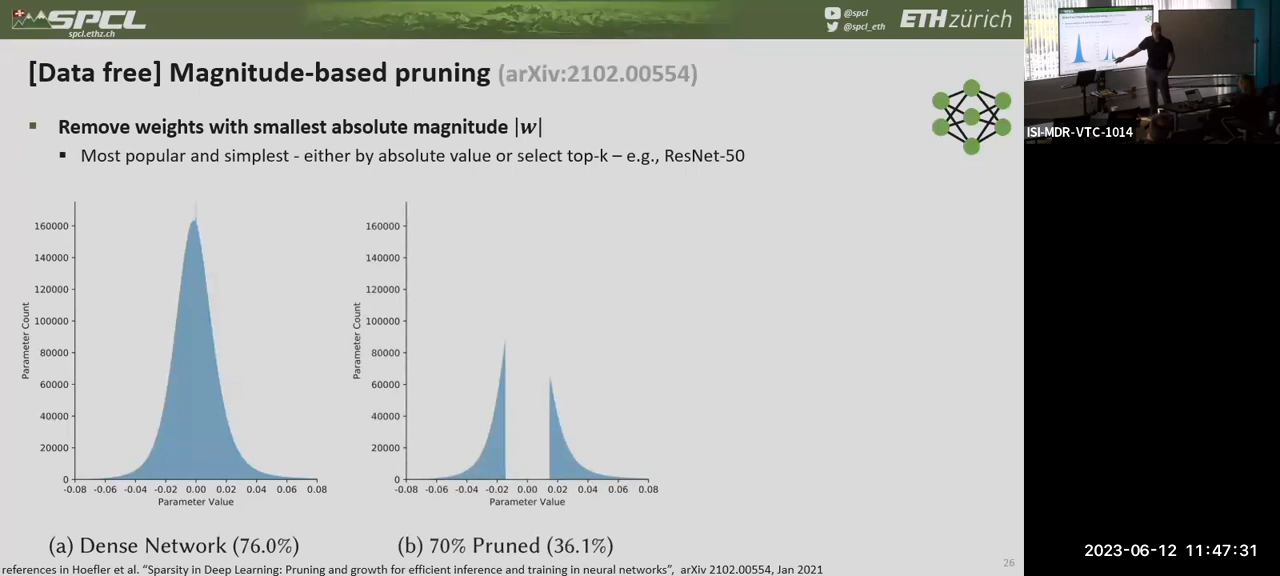 SPCL
spcl.ethz.ch
@spcl
@spcl_eth
ETH zürich
[Data free] Magnitude-based pruning (arXiv:2102.00554)
Remove weights with smallest absolute magnitude |w|
Most popular and simplest - either by absolute value or select top-k – e.g., ResNet-50
160000
140000
120000
100000
80000
60000
40000
20000
0
Parameter Count
-0.08 -0.06 -0.04 -0.02 0.00 0.02 0.04 0.06 0.08
Parameter Value
(a) Dense Network (76.0%)
160000
140000
120000
100000
80000
60000
40000
20000
0
Parameter Count
-0.08 -0.06 -0.04 -0.02 0.00 0.02 0.04 0.06 0.08
Parameter Value
(b) 70% Pruned (36.1%)
references in Hoefler et al. “Sparsity in Deep Learning: Pruning and growth for efficient inference and training in neural networks”, arXiv 2102.00554, Jan 2021
26
ISI-MDR-VTC-1014
2023-06-12 11:47:31